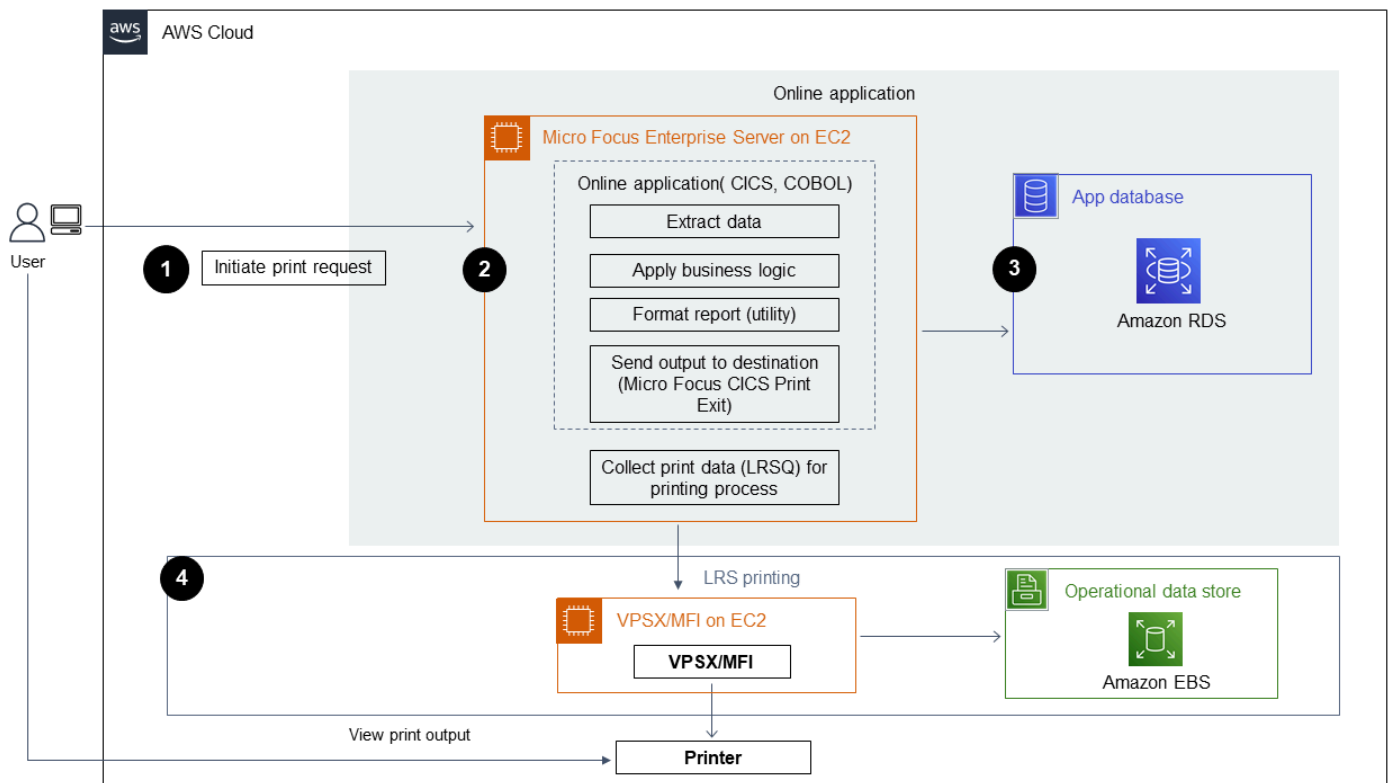 aws
AWS Cloud
Online application
Micro Focus Enterprise Server on EC2
Online application( CICS, COBOL)
Extract data
Apply business logic
Format report (utility)
Send output to destination
(Micro Focus CICS Print
Exit)
Collect print data (LRSQ) for
printing process
App database
Amazon RDS
User
1
Initiate print request
2
3
4
LRS printing
VPSX/MFI on EC2
VPSX/MFI
Operational data store
Amazon EBS
View print output
Printer